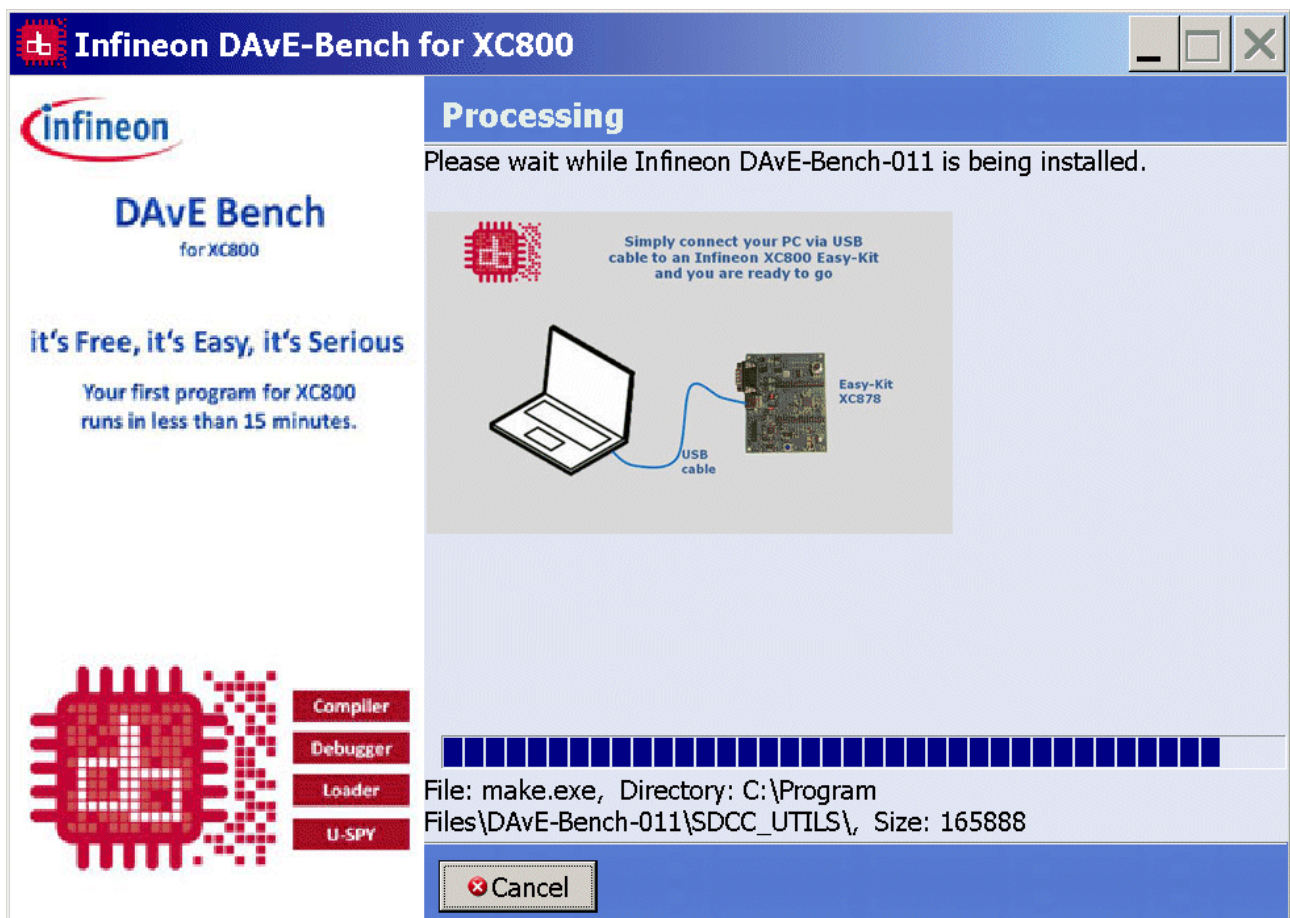 Infineon DAvE-Bench for XC800
infineon
DAvE Bench
for XC800
it's Free, it's Easy, it's Serious
Your first program for XC800
runs in less than 15 minutes.
Compiler
Debugger
Loader
U-SPY
Processing
Please wait while Infineon DAvE-Bench-011 is being installed.
Simply connect your PC via USB
cable to an Infineon XC800 Easy-Kit
and you are ready to go
Easy-Kit
XC878
USB
cable
File: make.exe, Directory: C:\Program
Files\DAvE-Bench-011\SDCC_UTILS\, Size: 165888
Cancel